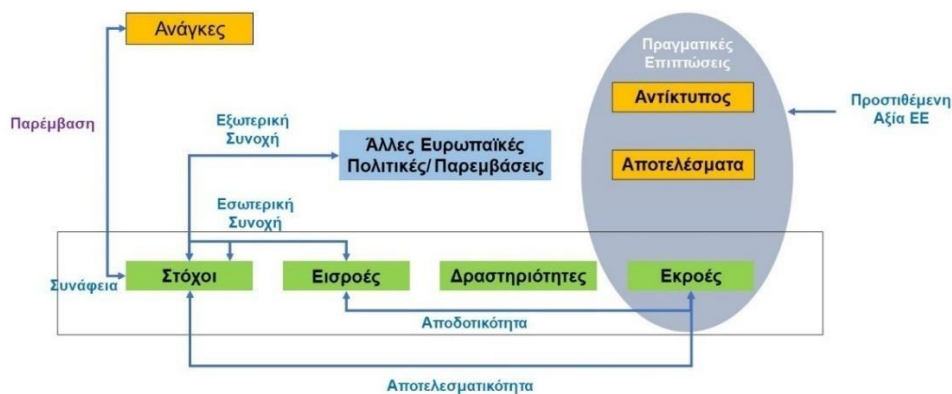 Ανάγκες
Πραγματικές
Επιπτώσεις
Αντίκτυπος
Προστιθέμενη
Αξία ΕΕ
Παρέμβαση
Εξωτερική
Συνοχή
Άλλες Ευρωπαϊκές
Πολιτικές/ Παρεμβάσεις
Αποτελέσματα
Εσωτερική
Συνοχή
Συνάφεια
Στόχοι
Εισροές
Δραστηριότητες
Εκροές
Αποδοτικότητα
Αποτελεσματικότητα